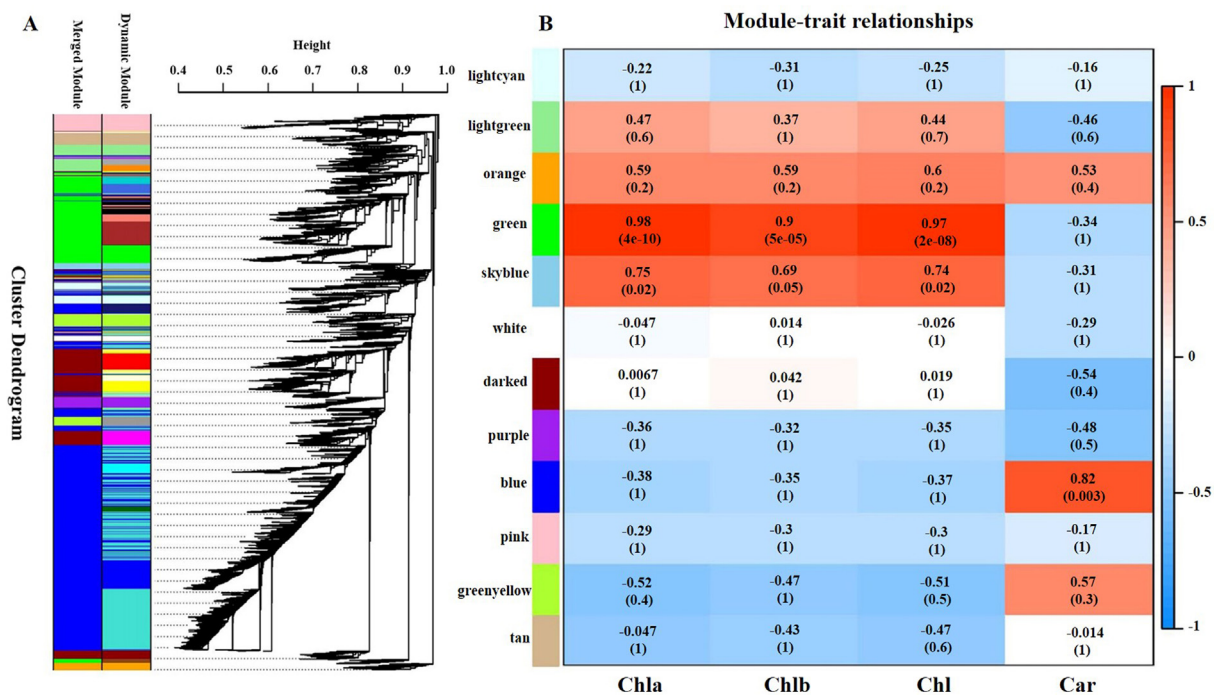 A
Merged Module
Dynamic Module
Height
0.4 0.5 0.6 0.7 0.8 0.9 1.0
Cluster Dendrogram
B
Module-trait relationships
lightcyan -0.22 -0.31 -0.25 -0.16
(1) (1) (1) (1)
lightgreen 0.47 0.37 0.44 -0.46
(0.6) (1) (0.7) (0.6)
orange 0.59 0.59 0.6 0.53
(0.2) (0.2) (0.2) (0.4)
green 0.98 0.9 0.97 -0.34
(4e-10) (5e-05) (2e-08) (1)
skyblue 0.75 0.69 0.74 -0.31
(0.02) (0.05) (0.02) (1)
white -0.047 0.014 -0.026 -0.29
(1) (1) (1) (1)
darked 0.0067 0.042 0.019 -0.54
(1) (1) (1) (0.4)
purple -0.36 -0.32 -0.35 -0.48
(1) (1) (1) (0.5)
blue -0.38 -0.35 -0.37 0.82
(1) (1) (1) (0.003)
pink -0.29 -0.3 -0.3 -0.17
(1) (1) (1) (1)
greenyellow -0.52 -0.47 -0.51 0.57
(0.4) (1) (0.5) (0.3)
tan -0.047 -0.43 -0.47 -0.014
(1) (1) (0.6) (1)
Chla Chlb Chl Car
1
0.5
0
-0.5
-1